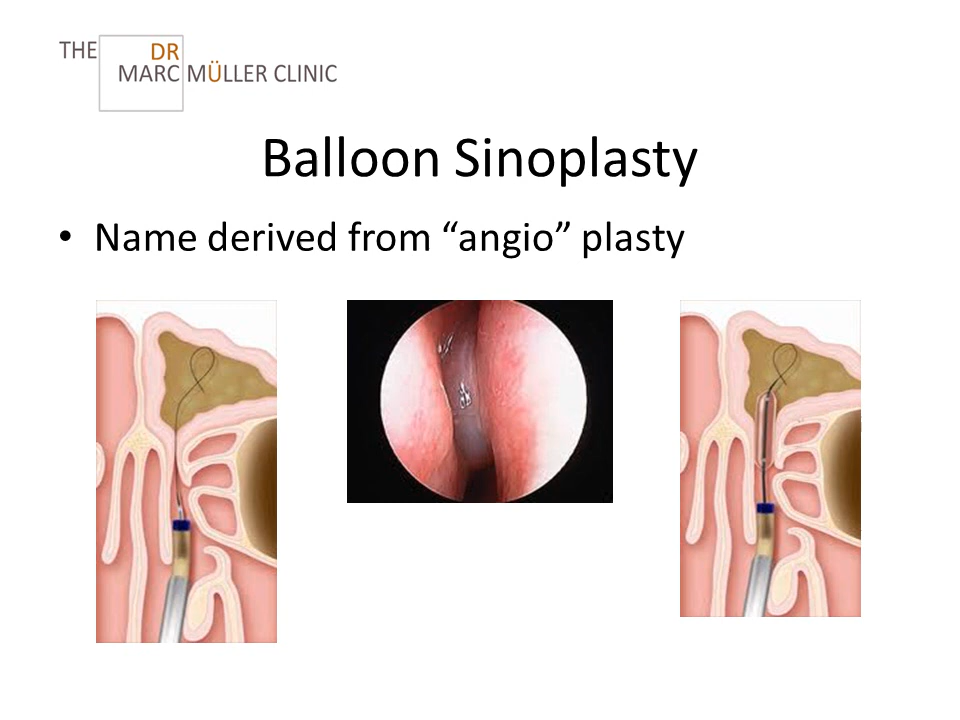 THE DR
MARC MÜLLER CLINIC
Balloon Sinoplasty
• Name derived from “angio” plasty